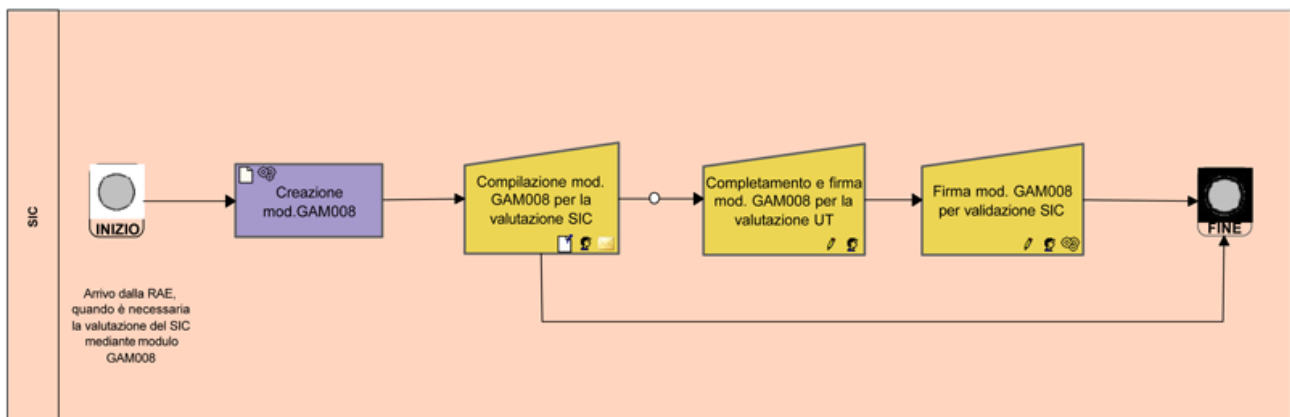 SIC
INIZIO
Arrivo dalla RAE,
quando è necessaria
la valutazione del SIC
mediante modulo
GAM008
Creazione
mod.GAM008
Compilazione mod.
GAM008 per la
valutazione SIC
Completamento e firma
mod. GAM008 per la
valutazione UT
Firma mod. GAM008
per validazione SIC
FINE